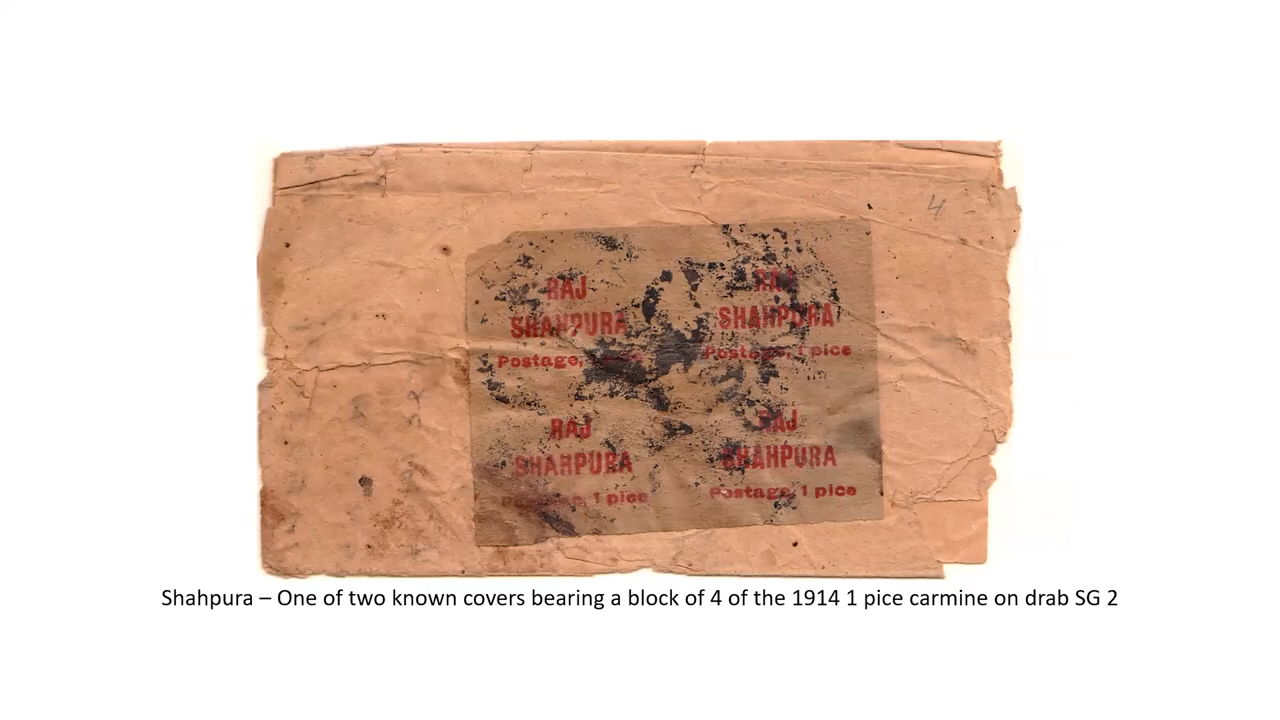 4
RAJ
SHAHPURA
Postage,
RAJ
SHAHPURA
Postage, 1 pice
RAJ
SHAHPURA
Postage, 1 pice
RAJ
SHAHPURA
Postage, 1 pice
Shahpura – One of two known covers bearing a block of 4 of the 1914 1 pice carmine on drab SG 2